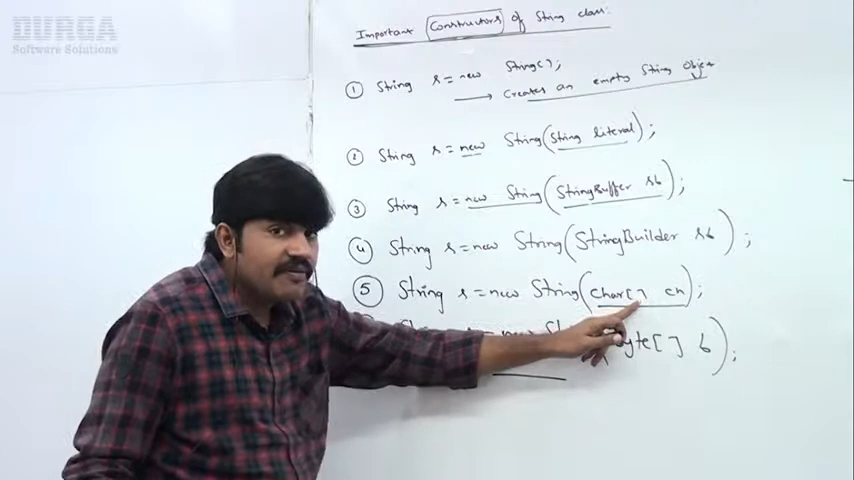 DURGA
Software Solutions
Important Constructors of String class:
① String s = new String();
→ Creates an empty String Object
② String s = new String(String literal);
③ String s = new String(StringBuffer sb);
④ String s = new String(StringBuilder sb);
⑤ String s = new String(char[] ch);
byte[] b);